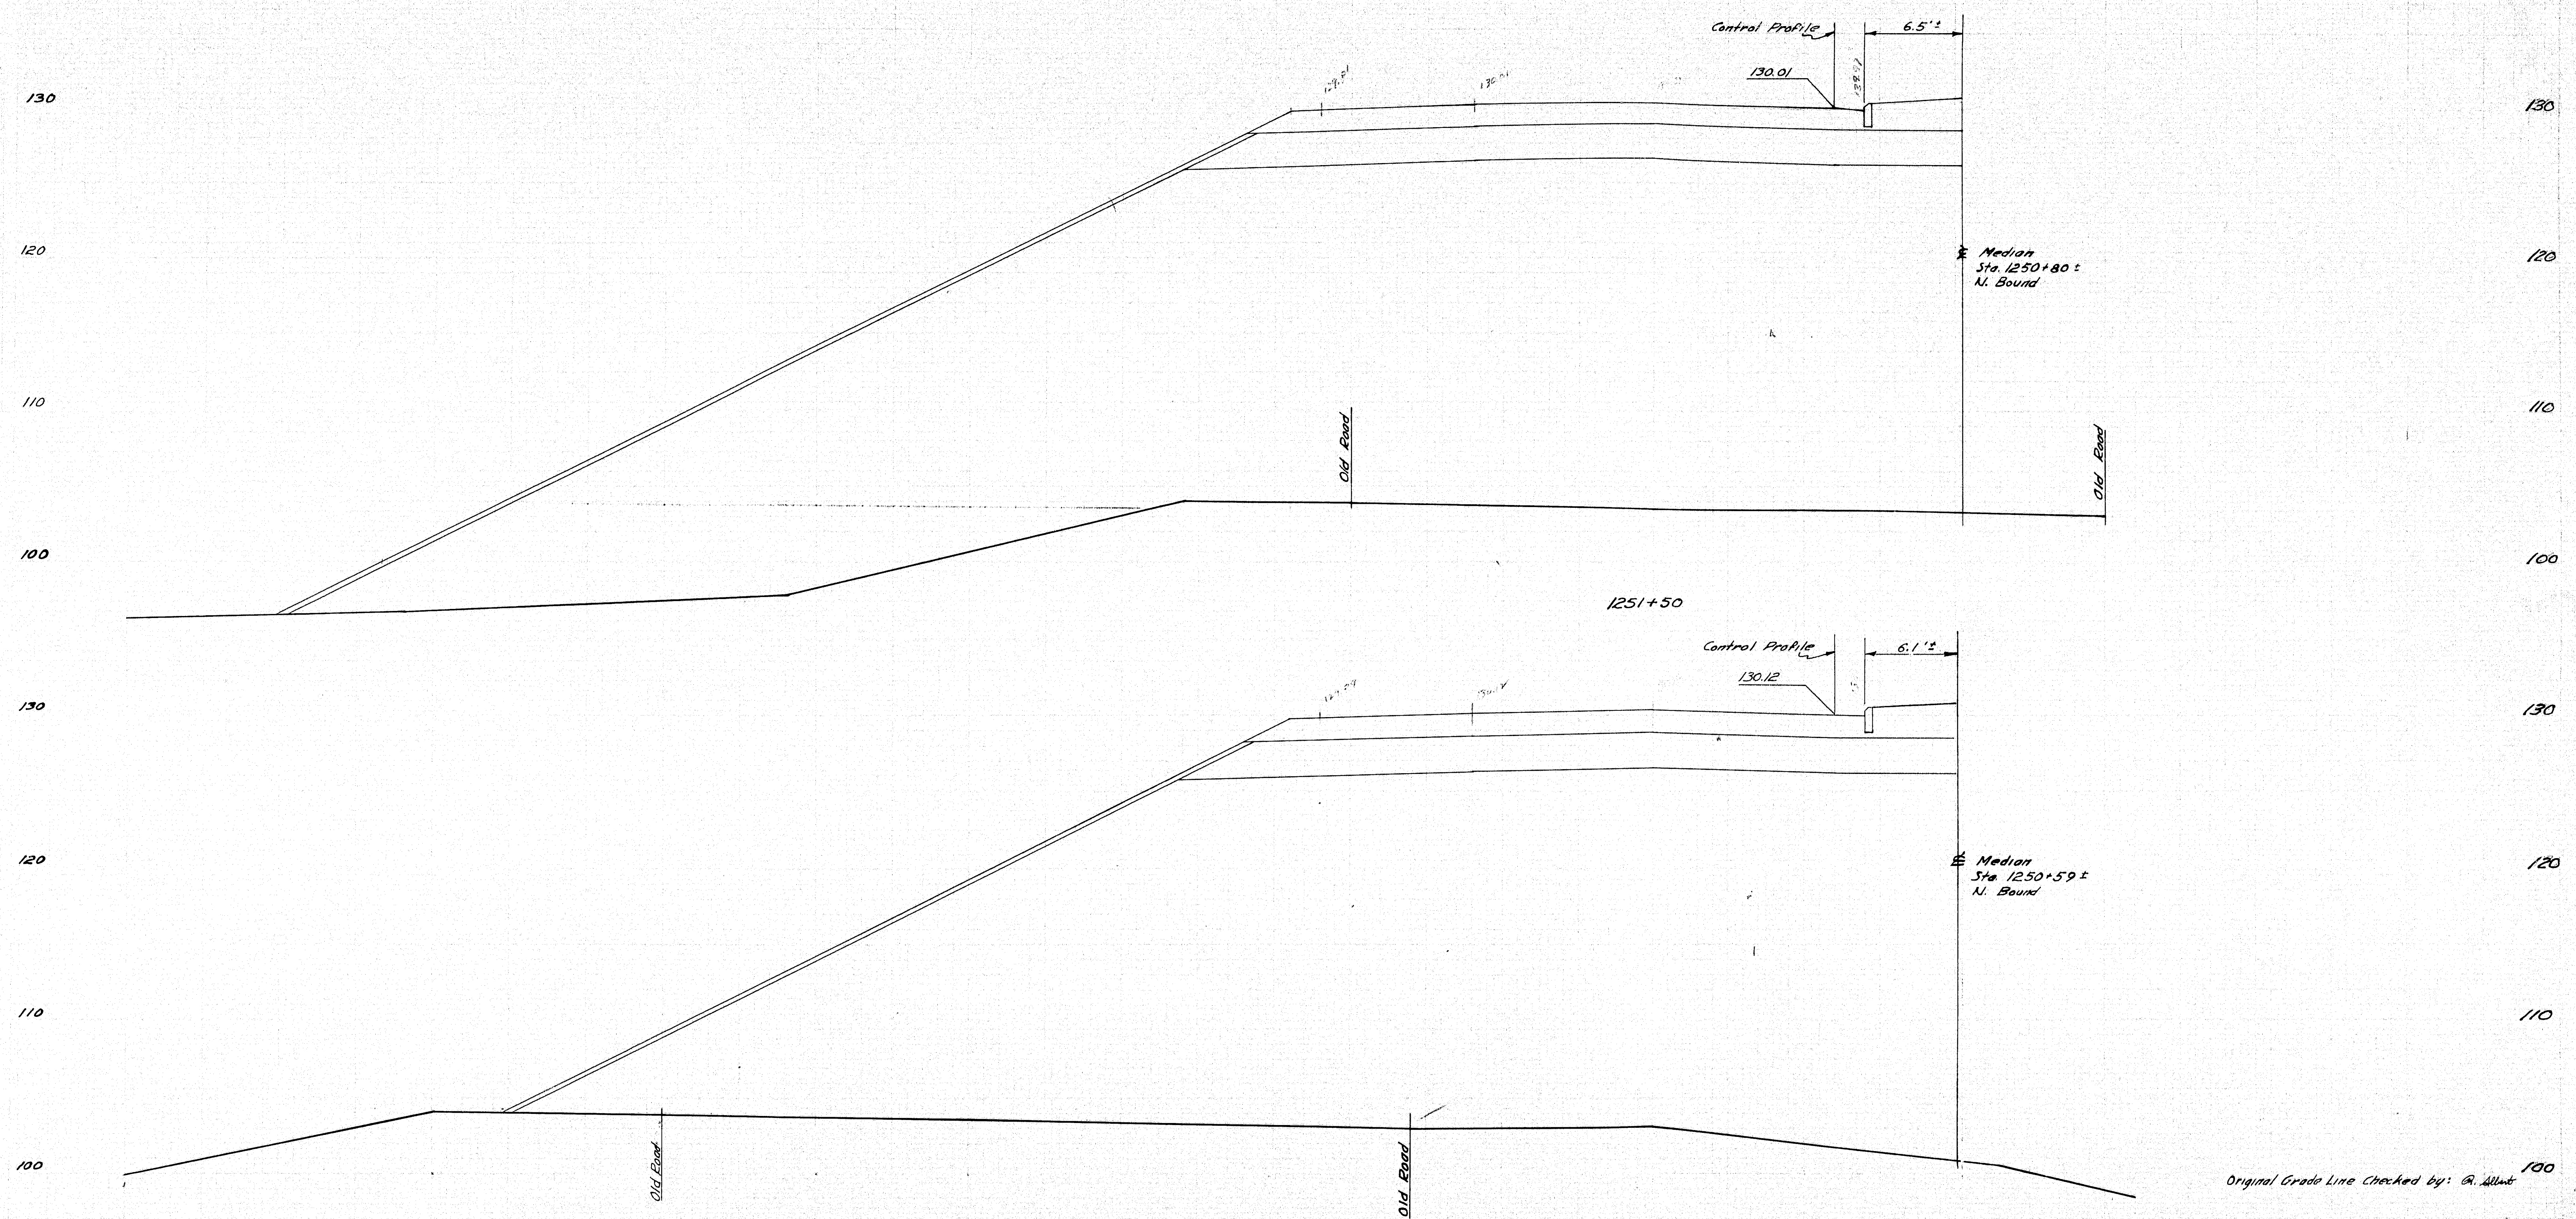 Control Profile
6.5'±
130.01
130
130
120
120
℄ Median
Sta. 1250+80 ±
N. Bound
110
110
Old Road
Old Road
100
100
1251+50
Control Profile
6.1'±
130.12
130
130
120
120
℄ Median
Sta. 1250+59 ±
N. Bound
110
110
100
100
Old Road
Old Road
Original Grade Line Checked by: